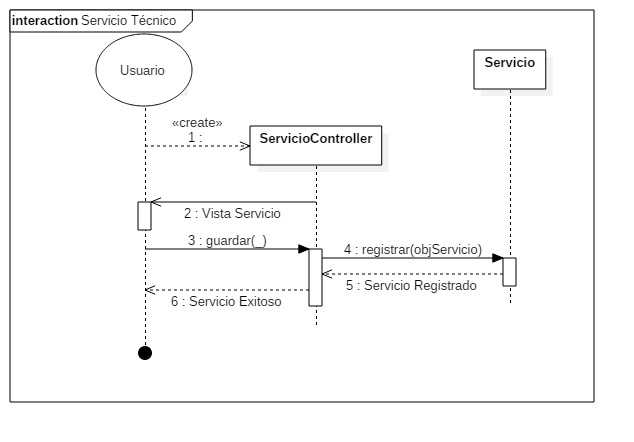 interaction Servicio Técnico
Usuario
Servicio
«create»
1 :
ServicioController
2 : Vista Servicio
3 : guardar(_)
4 : registrar(objServicio)
5 : Servicio Registrado
6 : Servicio Exitoso